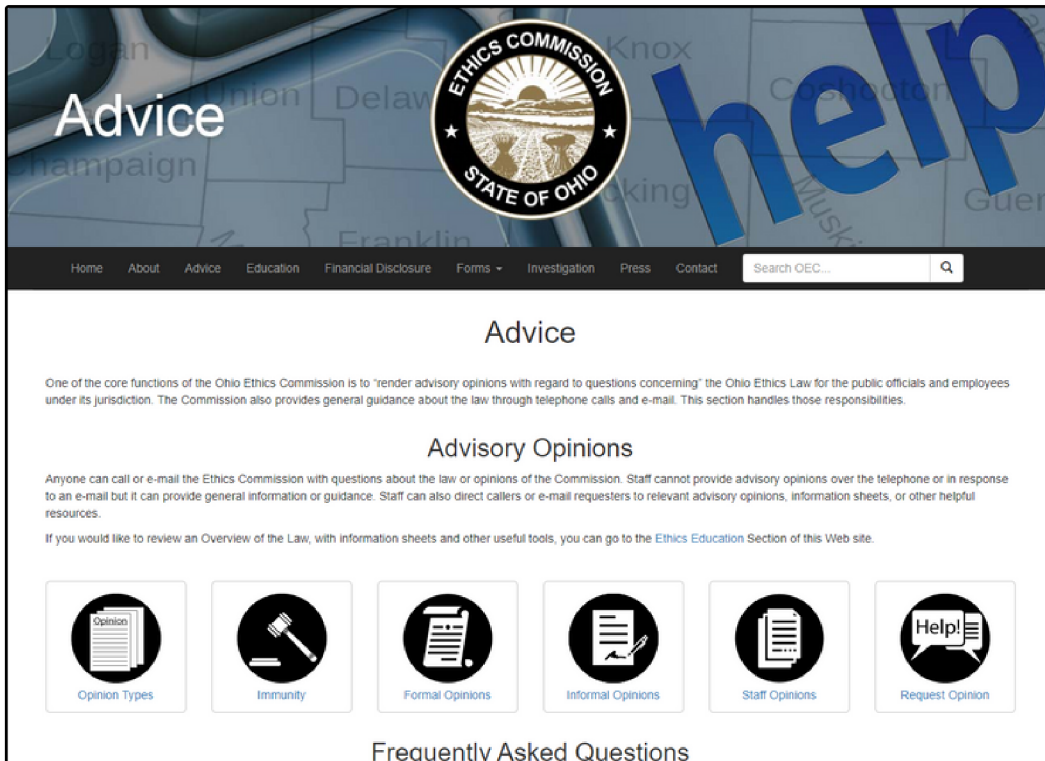 Logan
Knox
Union
Delaw
Coshocton
Advice
help
ETHICS COMMISSION
STATE OF OHIO
Champaign
cking
Muski
Guer
Franklin
Home About Advice Education Financial Disclosure Forms Investigation Press Contact Search OEC...
Advice
One of the core functions of the Ohio Ethics Commission is to "render advisory opinions with regard to questions concerning" the Ohio Ethics Law for the public officials and employees
under its jurisdiction. The Commission also provides general guidance about the law through telephone calls and e-mail. This section handles those responsibilities.
Advisory Opinions
Anyone can call or e-mail the Ethics Commission with questions about the law or opinions of the Commission. Staff cannot provide advisory opinions over the telephone or in response
to an e-mail but it can provide general information or guidance. Staff can also direct callers or e-mail requesters to relevant advisory opinions, information sheets, or other helpful
resources.
If you would like to review an Overview of the Law, with information sheets and other useful tools, you can go to the Ethics Education Section of this Web site.
Opinion
Help!
Opinion Types Immunity Formal Opinions Informal Opinions Staff Opinions Request Opinion
Frequently Asked Questions